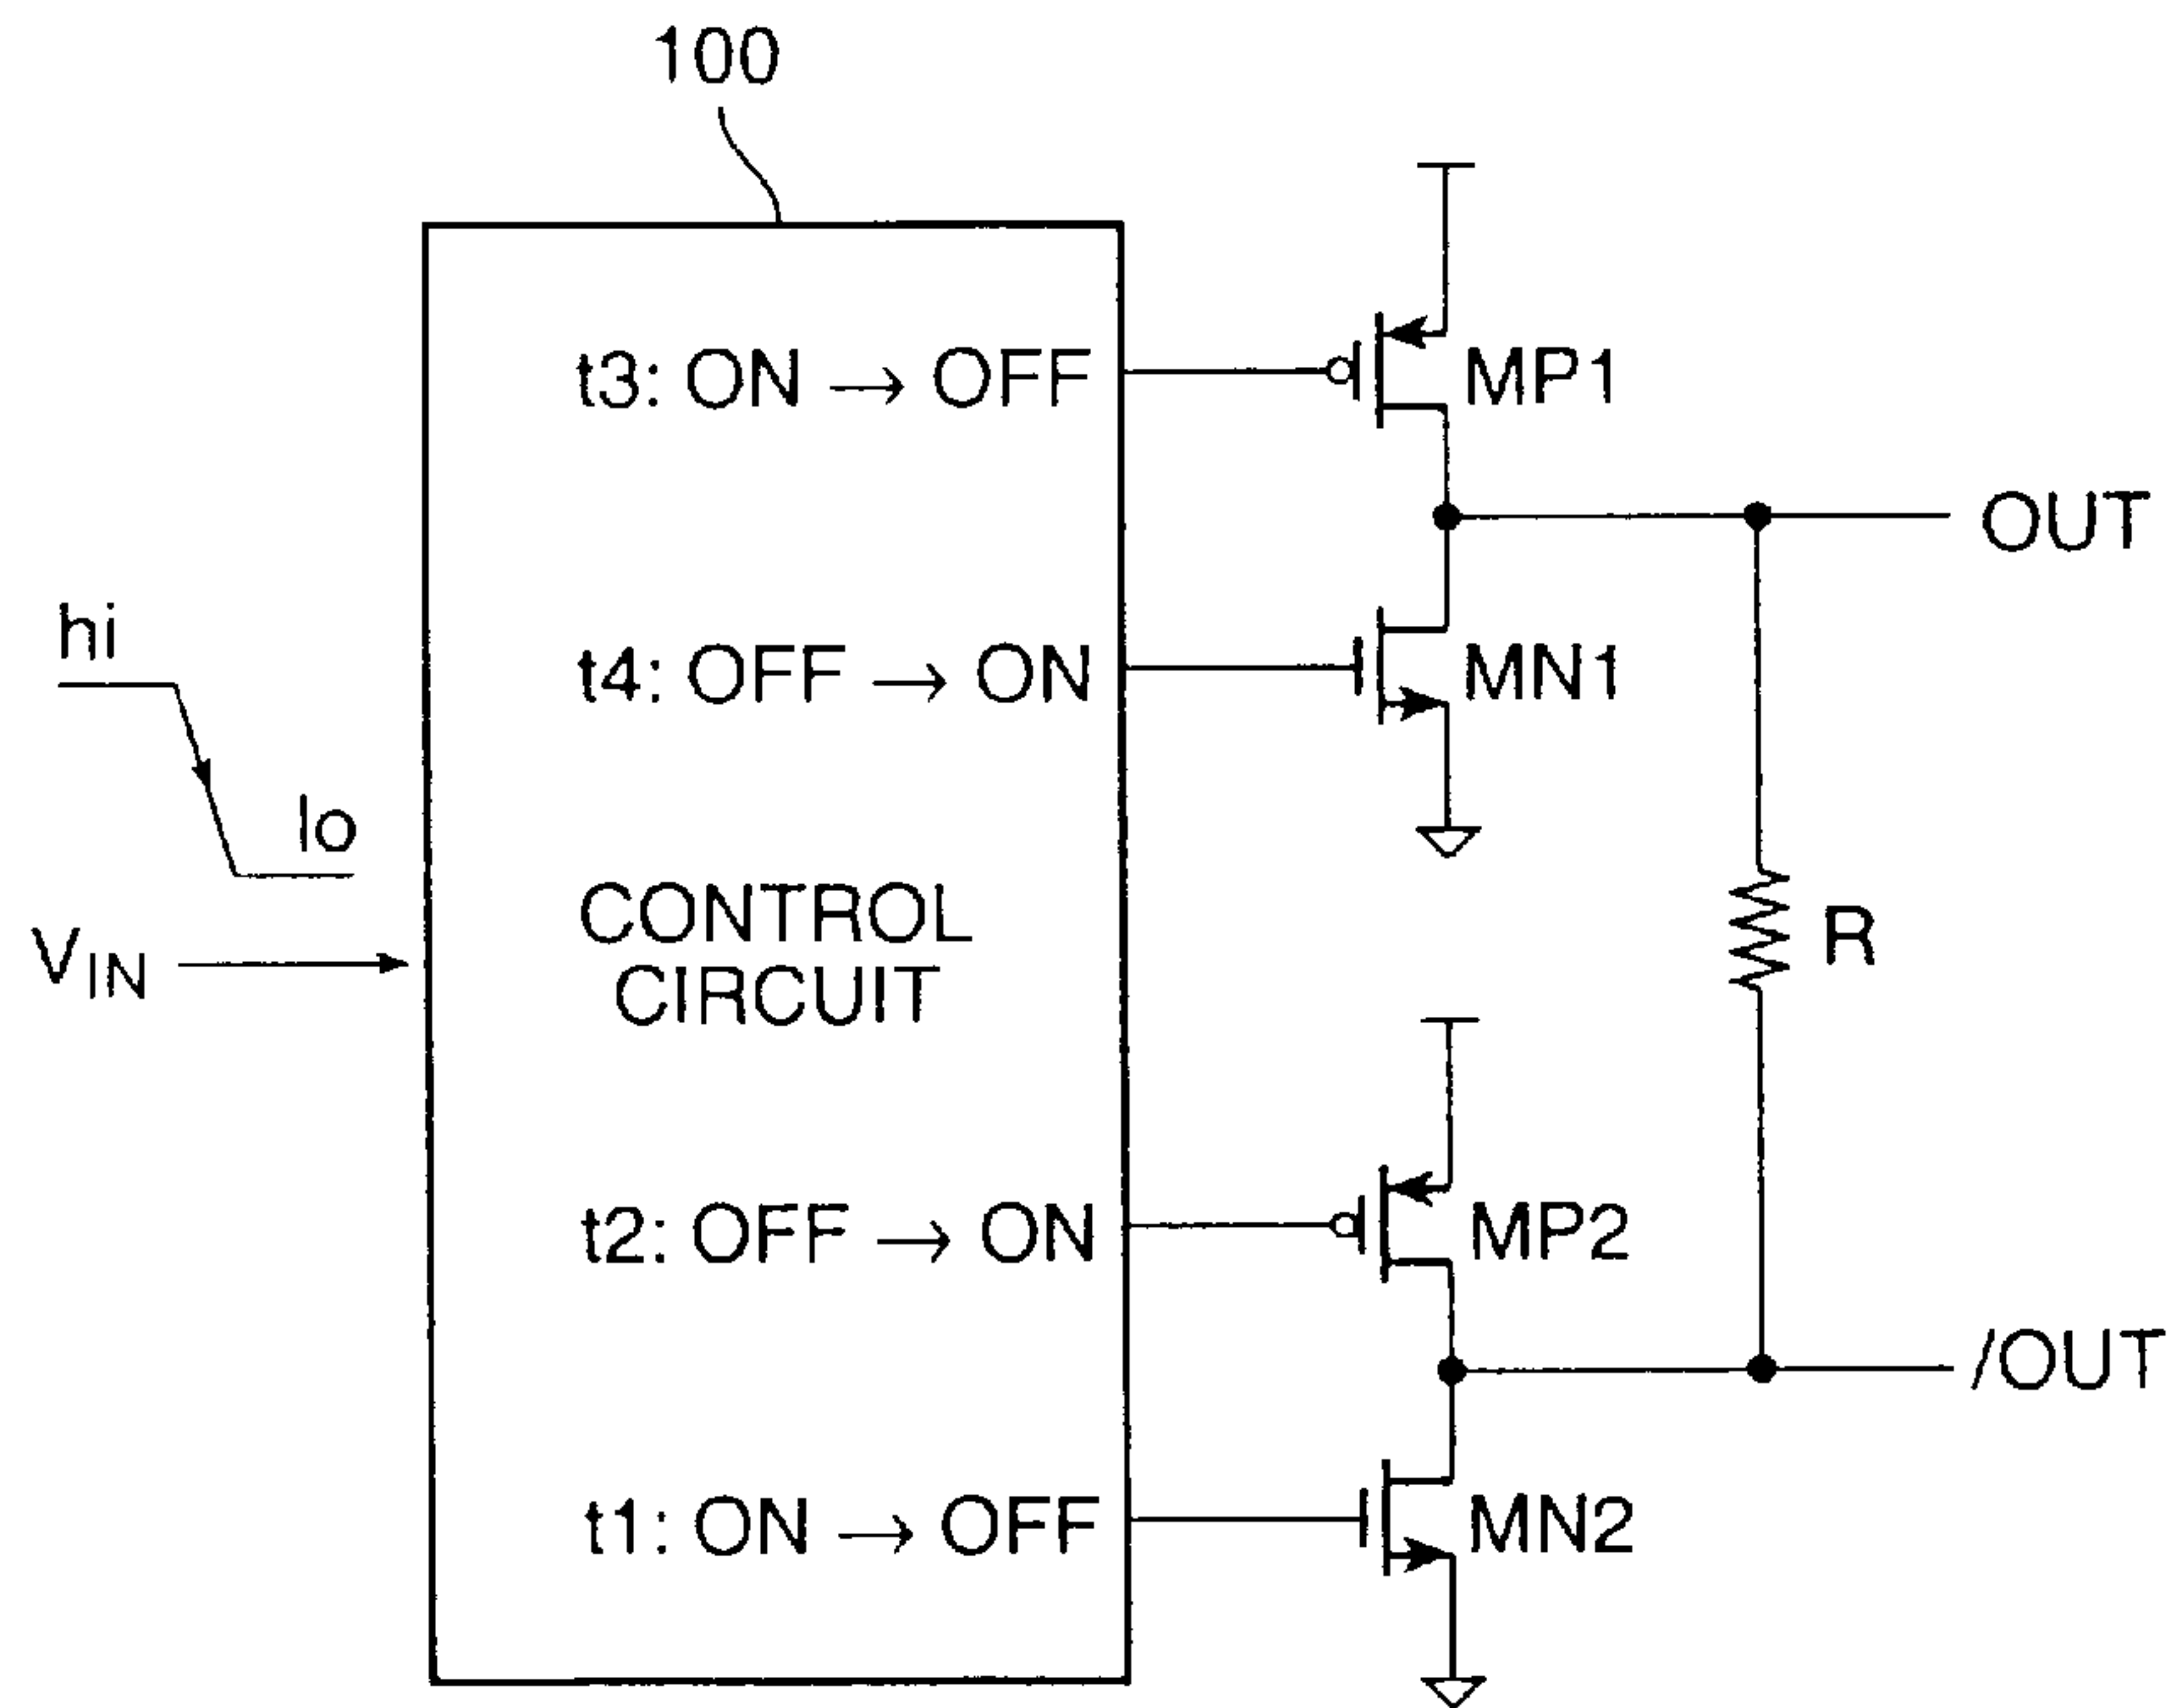 100
t3: ON → OFF
MP1
OUT
t4: OFF → ON
MN1
hi
lo
CONTROL
CIRCUIT
R
VIN
t2: OFF → ON
MP2
/OUT
t1: ON → OFF
MN2